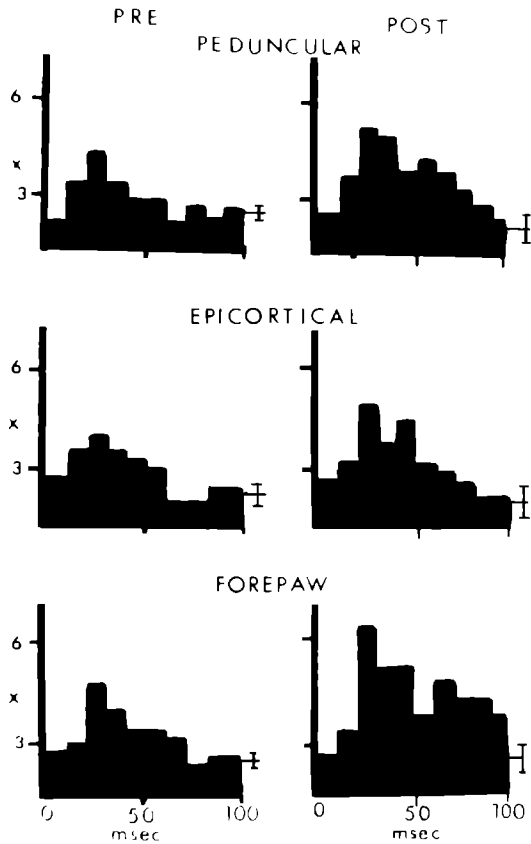 PRE POST
PEDUNCULAR
6
x
3
EPICORTICAL
6
x
3
FOREPAW
6
x
3
0 50 100 0 50 100
msec msec